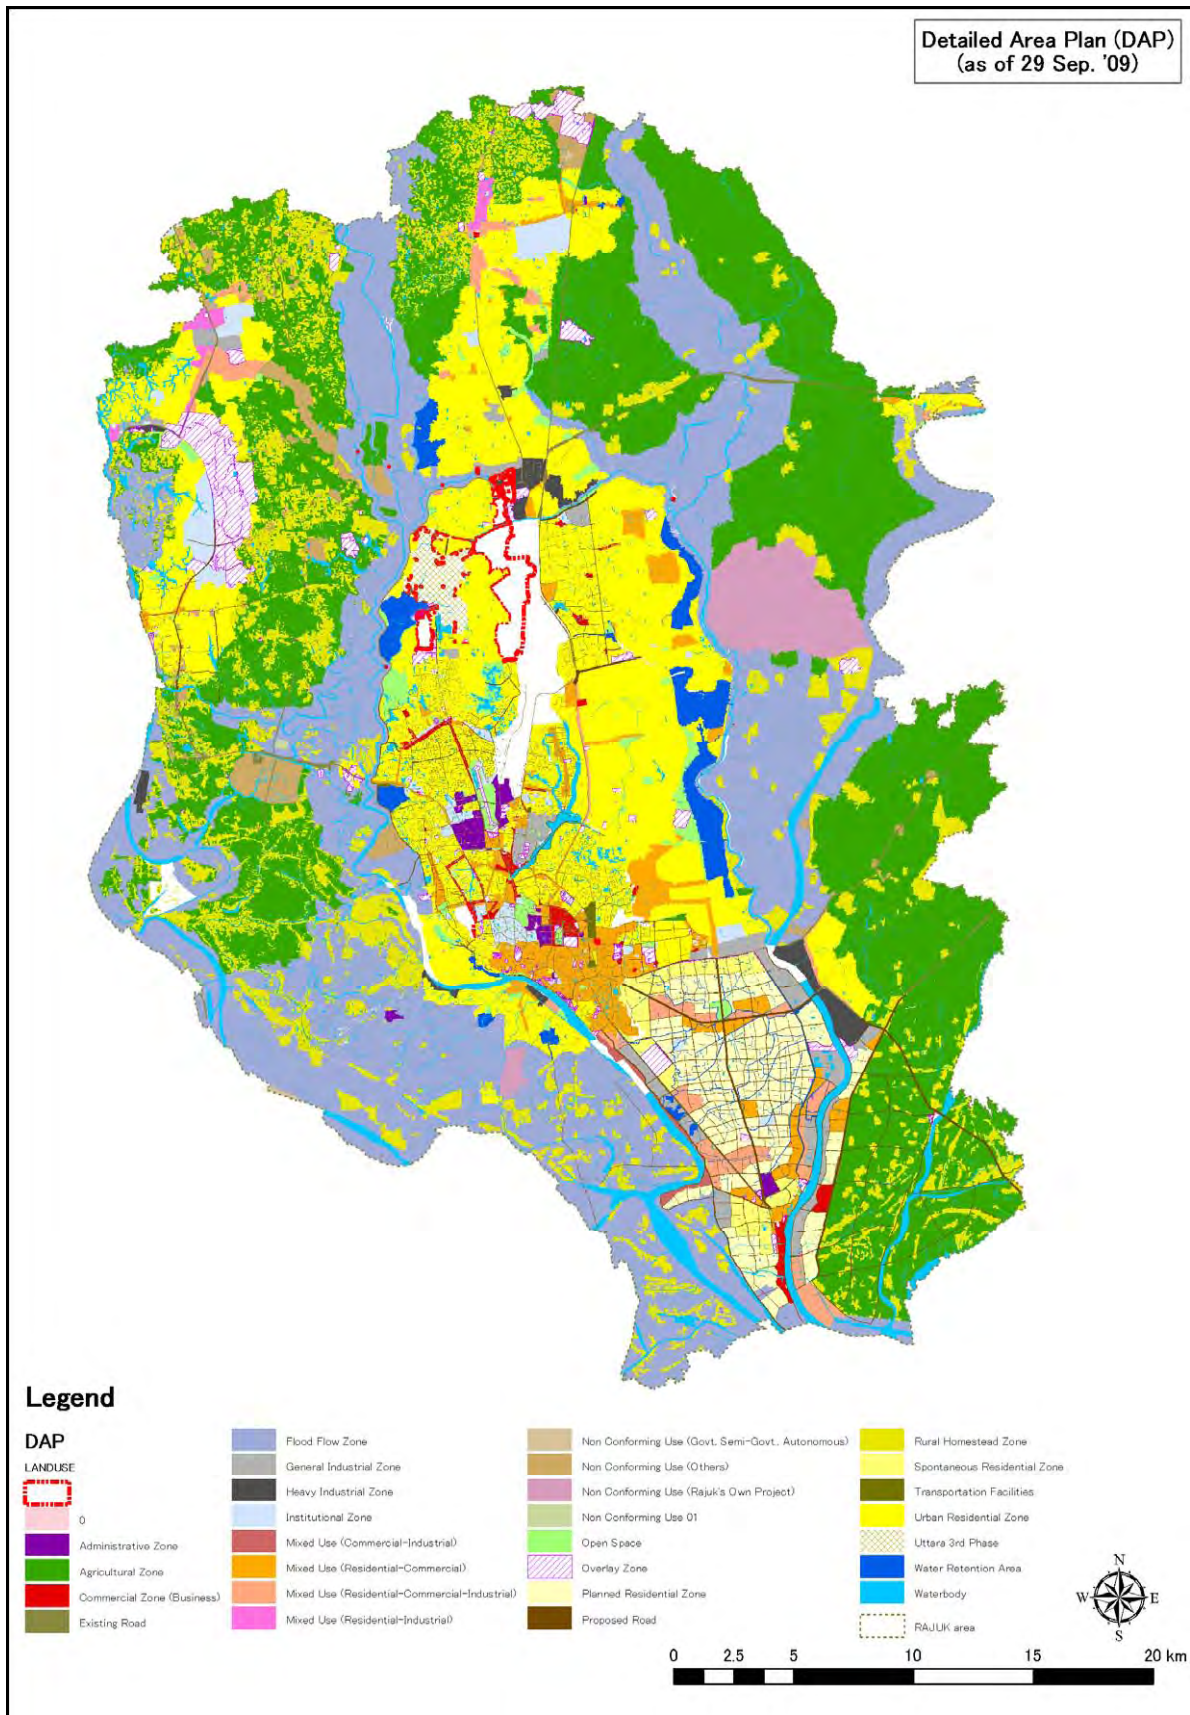 Detailed Area Plan (DAP)
(as of 29 Sep. '09)
Legend
DAP
LANDUSE
0
Administrative Zone
Agricultural Zone
Commercial Zone (Business)
Existing Road
Flood Flow Zone
General Industrial Zone
Heavy Industrial Zone
Institutional Zone
Mixed Use (Commercial-Industrial)
Mixed Use (Residential-Commercial)
Mixed Use (Residential-Commercial-Industrial)
Mixed Use (Residential-Industrial)
Non Conforming Use (Govt. Semi-Govt.. Autonomous)
Non Conforming Use (Others)
Non Conforming Use (Rajuk's Own Project)
Non Conforming Use 01
Open Space
Overlay Zone
Planned Residential Zone
Proposed Road
Rural Homestead Zone
Spontaneous Residential Zone
Transportation Facilities
Urban Residential Zone
Uttara 3rd Phase
Water Retention Area
Waterbody
RAJUK area
N
W E
S
0 2.5 5 10 15 20 km